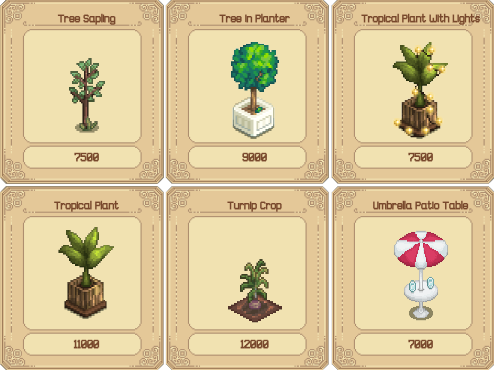 Tree Sapling
Tree In Planter
Tropical Plant With Lights
7500
9000
7500
Tropical Plant
Turnip Crop
Umbrella Patio Table
11000
12000
7000